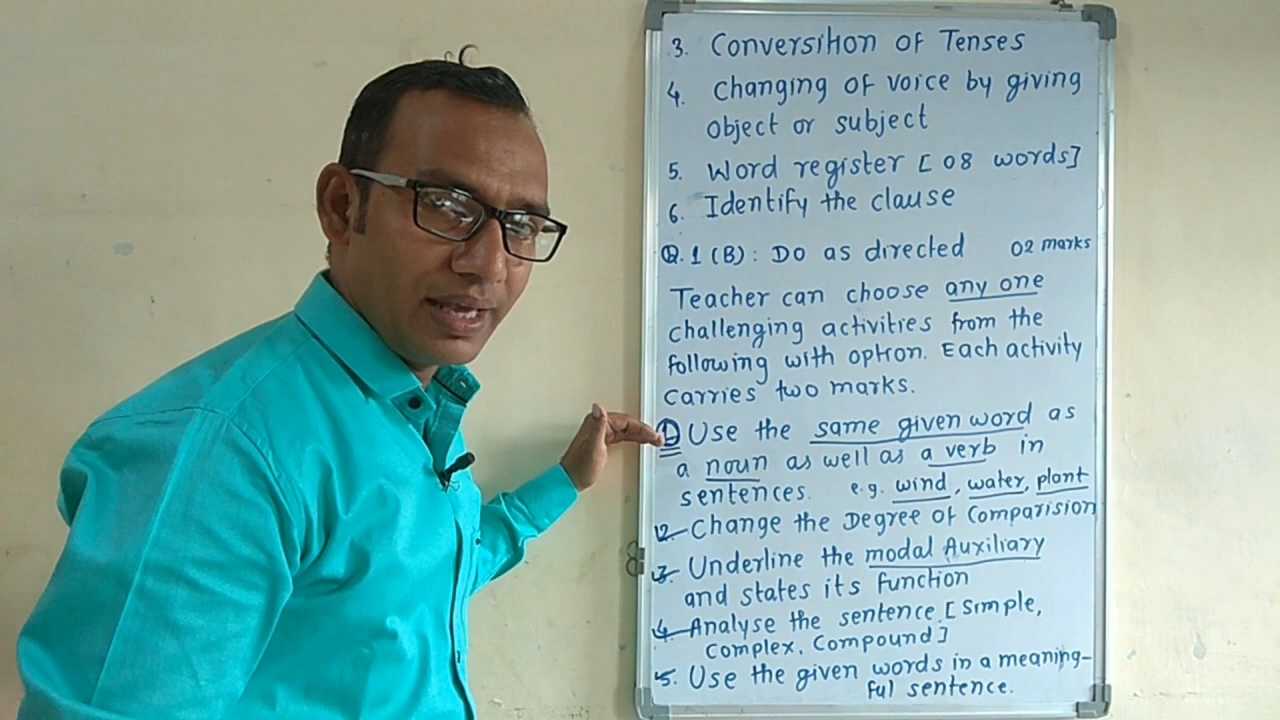 3. Conversition of Tenses
4. Changing of voice by giving
object or subject
5. Word register [08 words]
6. Identify the clause
Q.1(B): Do as directed 02 marks
Teacher can choose any one
challenging activities from the
following with option. Each activity
carries two marks.
1 Use the same given word as
a noun as well as a verb in
sentences. e.g. wind, water, plant
2. Change the Degree of Comparision
3. Underline the modal Auxiliary
and states its function
4. Analyse the sentence. [Simple,
Complex, Compound]
5. Use the given words in a meaning-
ful sentence.